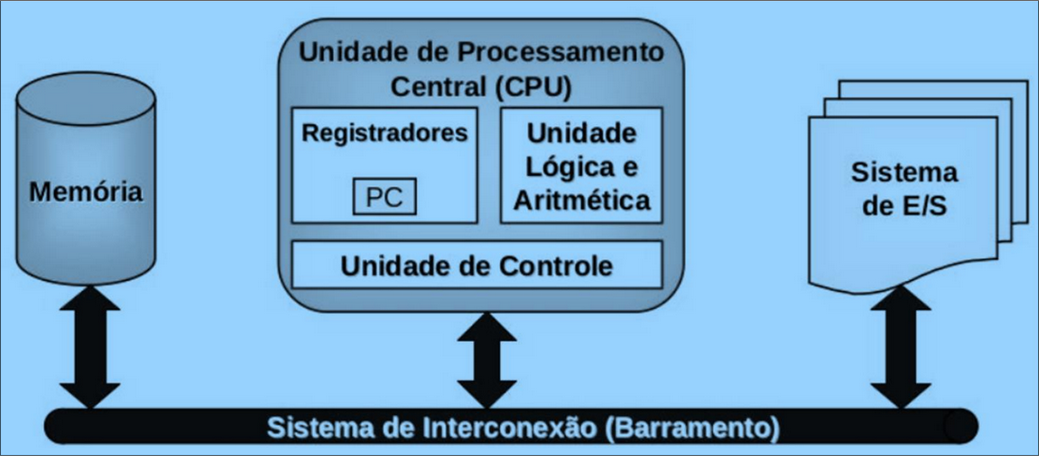 Unidade de Processamento
Central (CPU)
Registradores
PC
Unidade
Lógica e
Aritmética
Unidade de Controle
Memória
Sistema
de E/S
Sistema de Interconexão (Barramento)